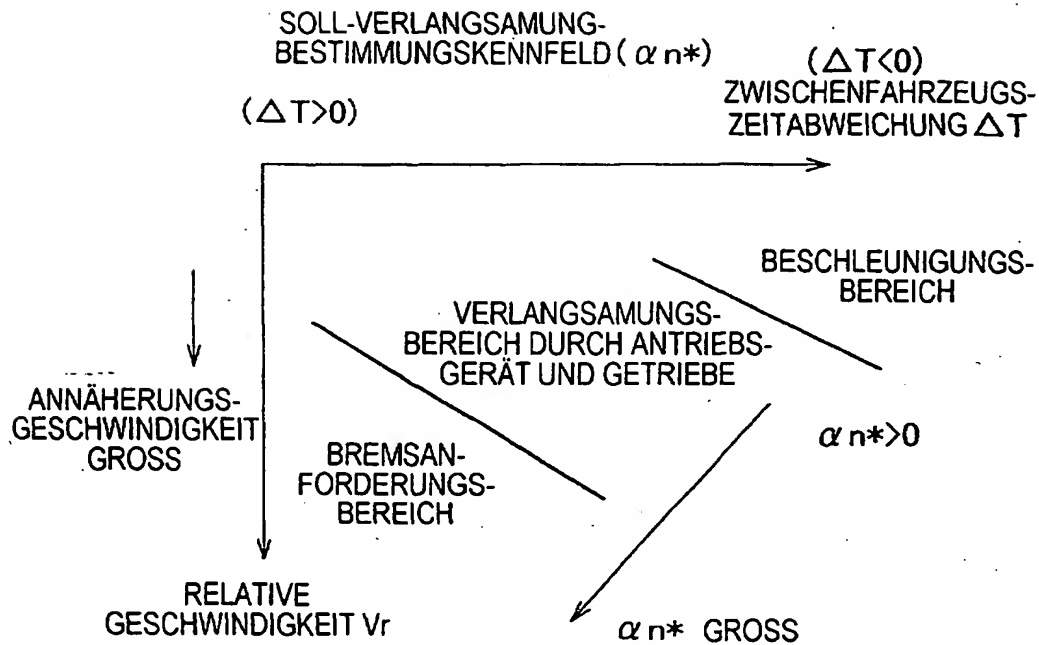 SOLL-VERLANGSAMUNG-
BESTIMMUNGSKENNFELD (αn*)
(ΔT>0)
(ΔT<0)
ZWISCHENFAHRZEUGS-
ZEITABWEICHUNG ΔT
BESCHLEUNIGUNGS-
BEREICH
VERLANGSAMUNGS-
BEREICH DURCH ANTRIEBS-
GERÄT UND GETRIEBE
ANNÄHERUNGS-
GESCHWINDIGKEIT
GROSS
αn*>0
BREMSAN-
FORDERUNGS-
BEREICH
RELATIVE
GESCHWINDIGKEIT Vr
αn* GROSS